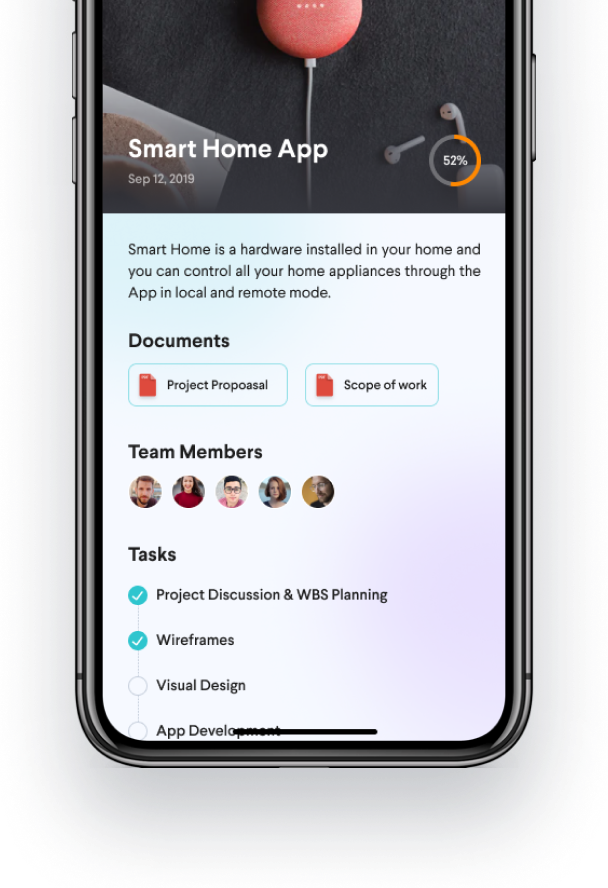 Smart Home App
Sep 12, 2019
52%
Smart Home is a hardware installed in your home and
you can control all your home appliances through the
App in local and remote mode.
Documents
Project Propoasal
Scope of work
Team Members
Tasks
Project Discussion & WBS Planning
Wireframes
Visual Design
App Development